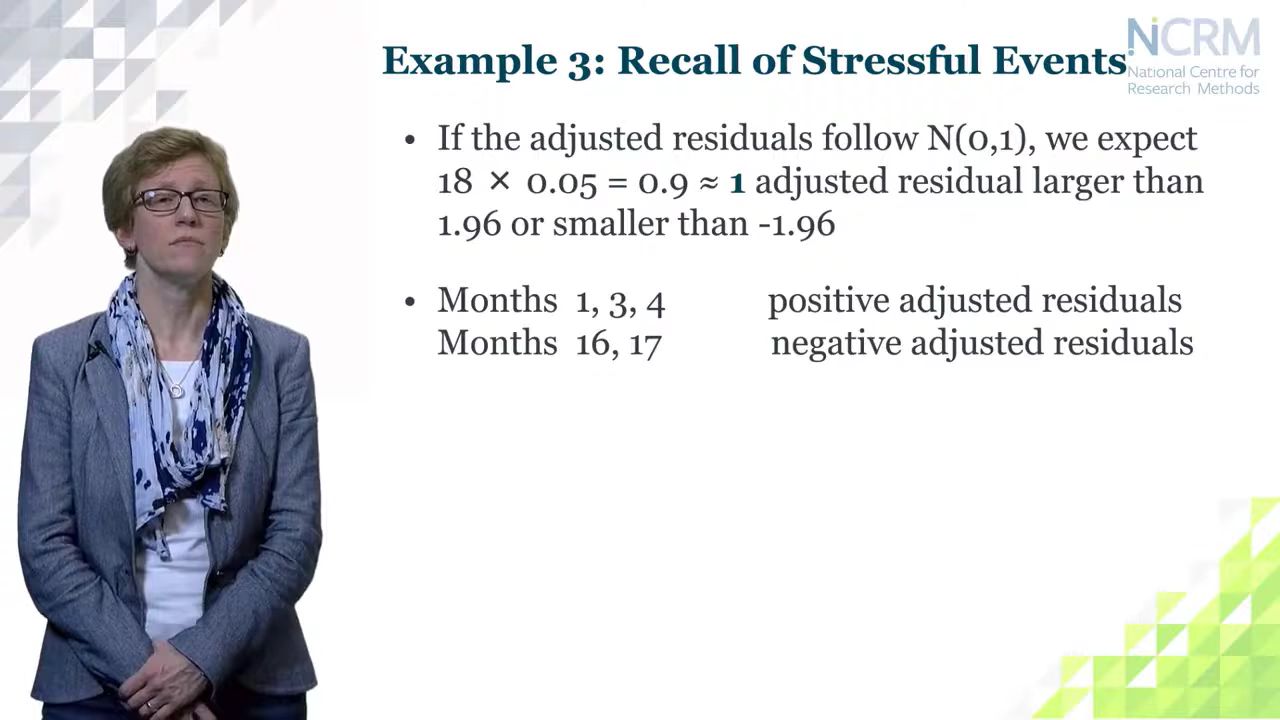 Example 3: Recall of Stressful Events
NCRM
National Centre for
Research Methods
• If the adjusted residuals follow N(0,1), we expect
18 × 0.05 = 0.9 ≈ 1 adjusted residual larger than
1.96 or smaller than -1.96
• Months 1, 3, 4 positive adjusted residuals
Months 16, 17 negative adjusted residuals